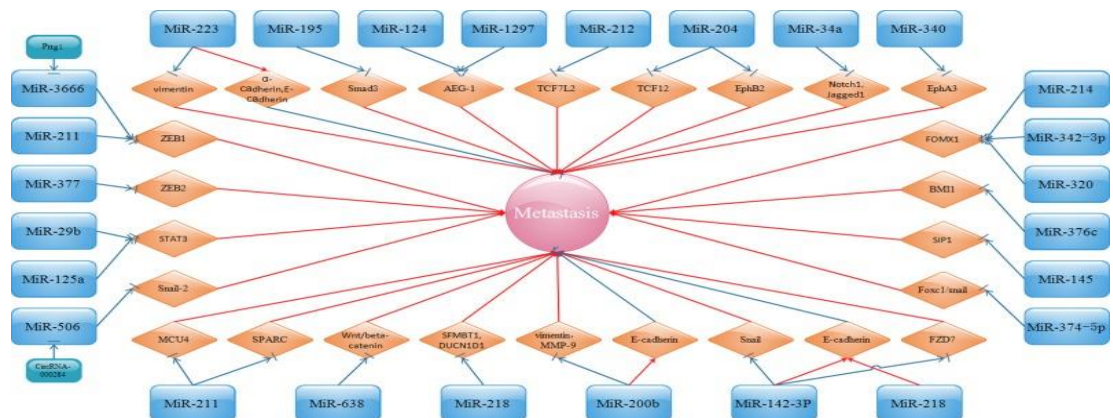 MiR-223
MiR-195
MiR-124
MiR-1297
MiR-212
MiR-204
MiR-34a
MiR-340
Png1
MiR-3666
MiR-211
MiR-377
MiR-29b
MiR-125a
MiR-506
CircRNA-
000284
vimentin
α-
Cadherin,E-
Cadherin
Smad3
AEG-1
TCF7L2
TCF12
EphB2
Notch1,
Jagged1
EphA3
ZEB1
ZEB2
STAT3
Snail-2
Metastasis
FOMX1
BMI1
SIP1
Foxc1/snail
MiR-214
MiR-342-3p
MiR-320
MiR-376c
MiR-145
MiR-374-5p
MCU4
SPARC
Wnt/beta-
catenin
SFMBT1,
DUCN1D1
vimentin-
MMP-9
E-cadherin
Snail
E-cadherin
FZD7
MiR-211
MiR-638
MiR-218
MiR-200b
MiR-142-3P
MiR-218